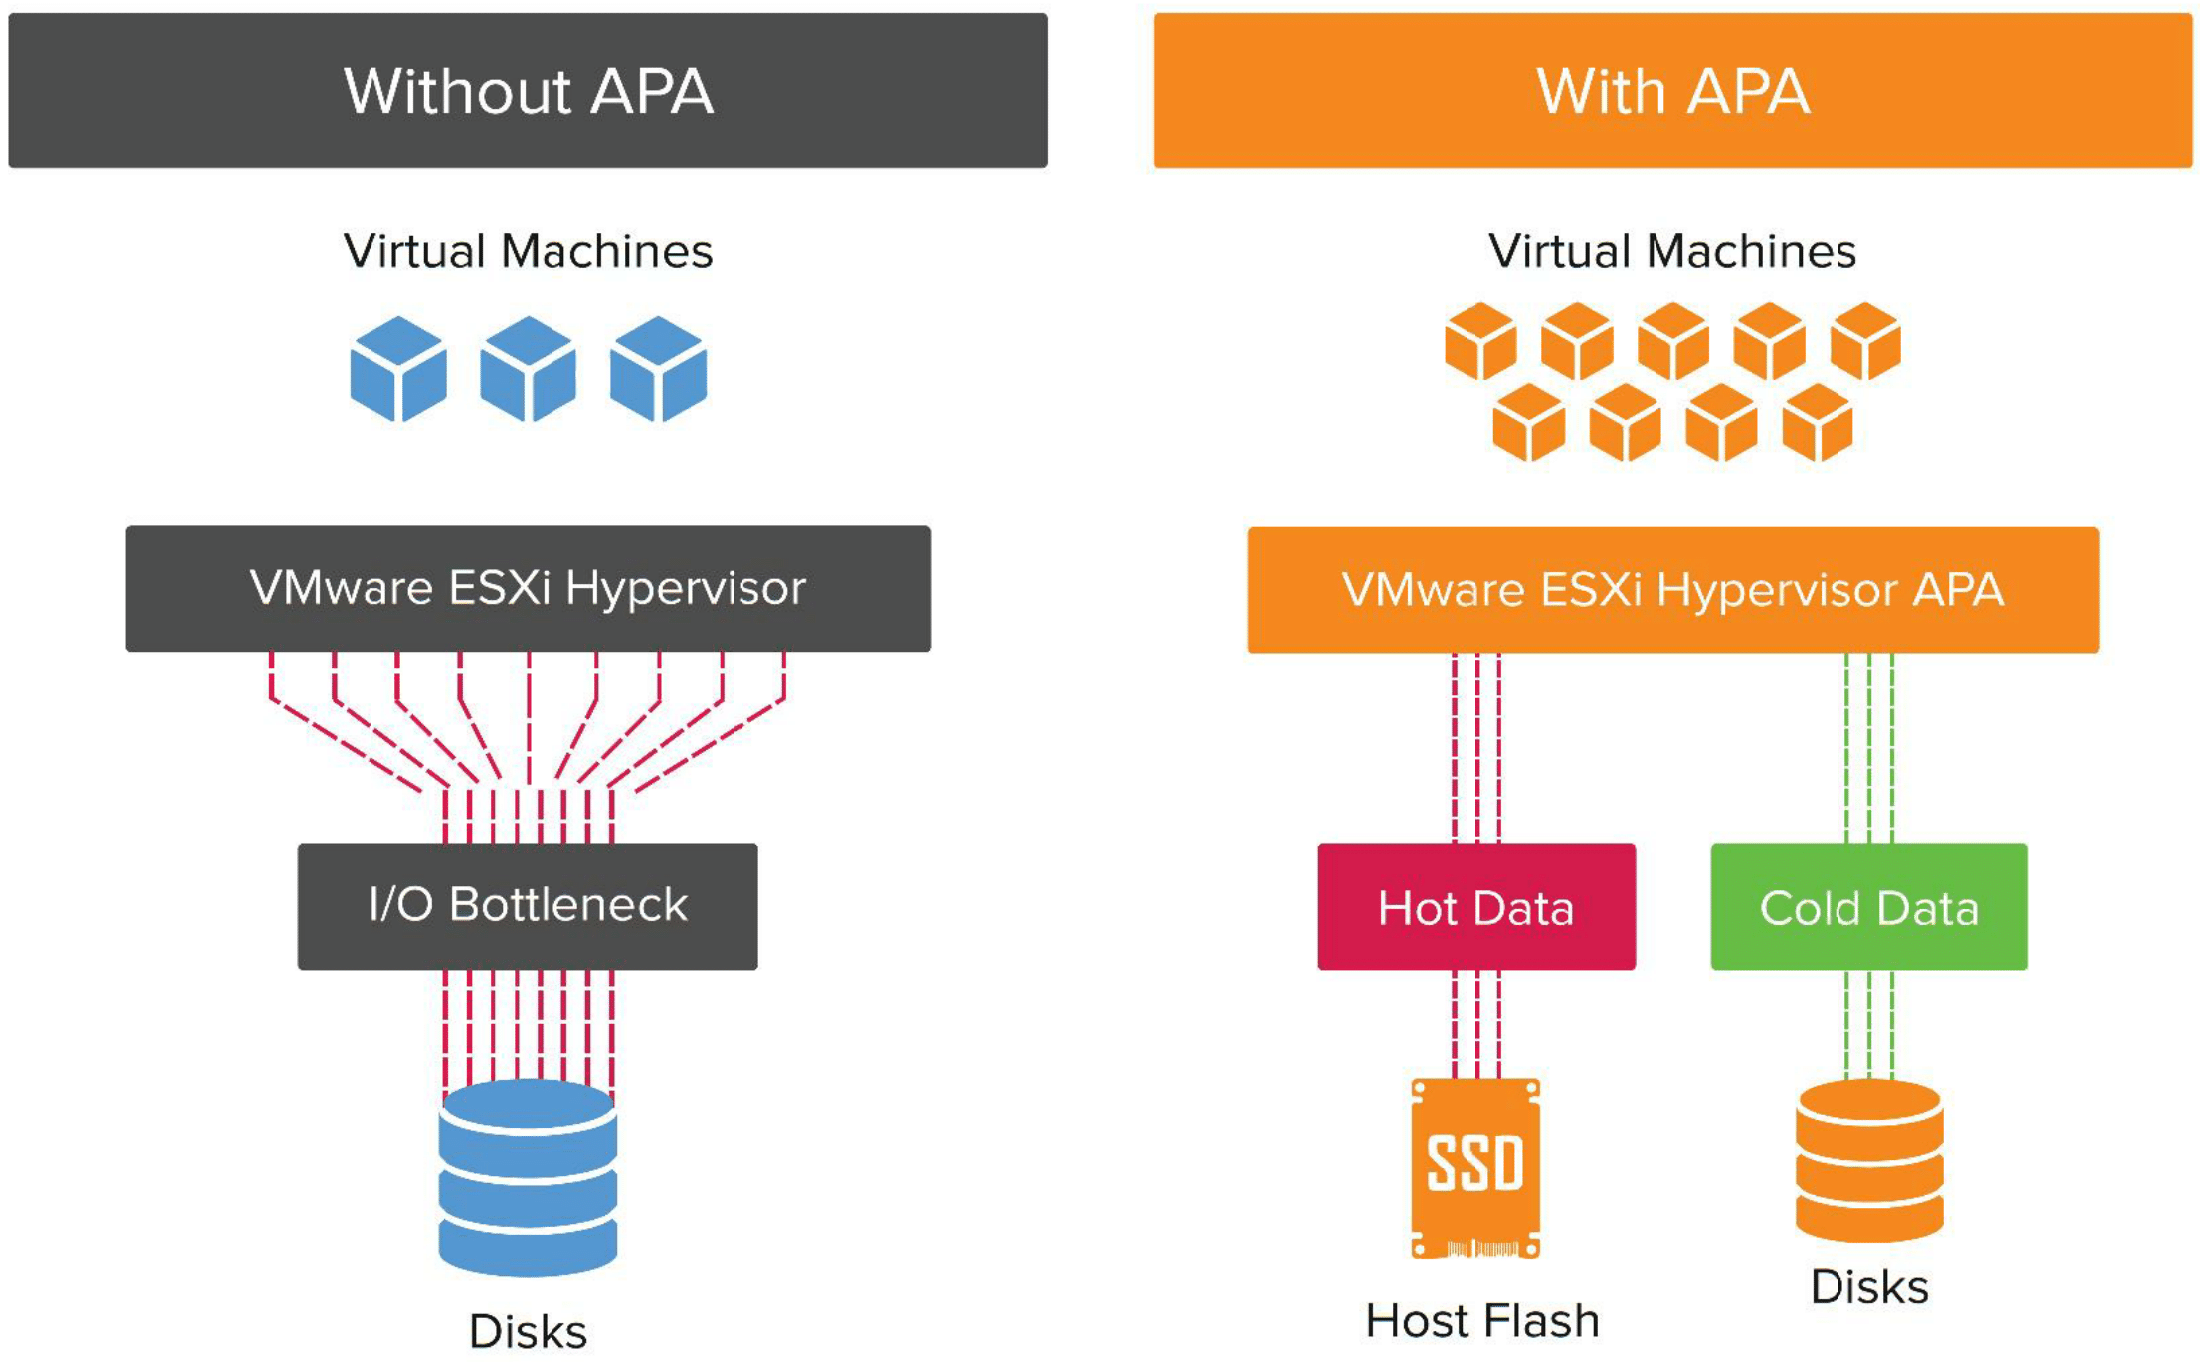 Without APA
Virtual Machines
VMware ESXi Hypervisor
I/O Bottleneck
Disks
With APA
Virtual Machines
VMware ESXi Hypervisor APA
Hot Data
Cold Data
SSD
Host Flash
Disks